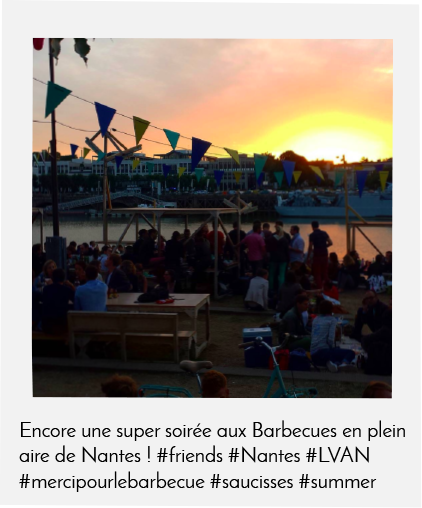 Encore une super soirée aux Barbecues en plein
aire de Nantes ! #friends #Nantes #LVAN
#mercipourlebarbecue #saucisses #summer